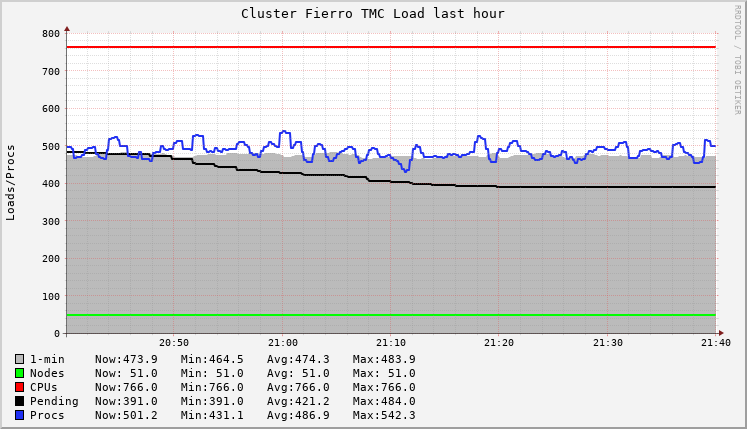 Cluster Fierro TMC Load last hour
RRDTOOL / TOBI OETIKER
Loads/Procs
800
700
600
500
400
300
200
100
0
20:50 21:00 21:10 21:20 21:30 21:40
1-min Now:473.9 Min:464.5 Avg:474.3 Max:483.9
Nodes Now: 51.0 Min: 51.0 Avg: 51.0 Max: 51.0
CPUs Now:766.0 Min:766.0 Avg:766.0 Max:766.0
Pending Now:391.0 Min:391.0 Avg:421.2 Max:484.0
Procs Now:501.2 Min:431.1 Avg:486.9 Max:542.3